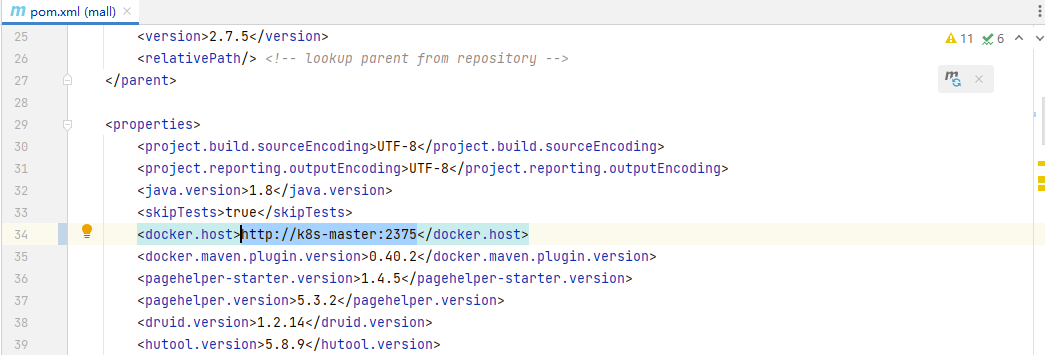 m pom.xml (mall) ×
11 6
25 <version>2.7.5</version>
26 <relativePath/> <!-- lookup parent from repository -->
27 </parent>
m ×
28
29 <properties>
30 <project.build.sourceEncoding>UTF-8</project.build.sourceEncoding>
31 <project.reporting.outputEncoding>UTF-8</project.reporting.outputEncoding>
32 <java.version>1.8</java.version>
33 <skipTests>true</skipTests>
34 <docker.host>http://k8s-master:2375</docker.host>
35 <docker.maven.plugin.version>0.40.2</docker.maven.plugin.version>
36 <pagehelper-starter.version>1.4.5</pagehelper-starter.version>
37 <pagehelper.version>5.3.2</pagehelper.version>
38 <druid.version>1.2.14</druid.version>
39 <hutool.version>5.8.9</hutool.version>